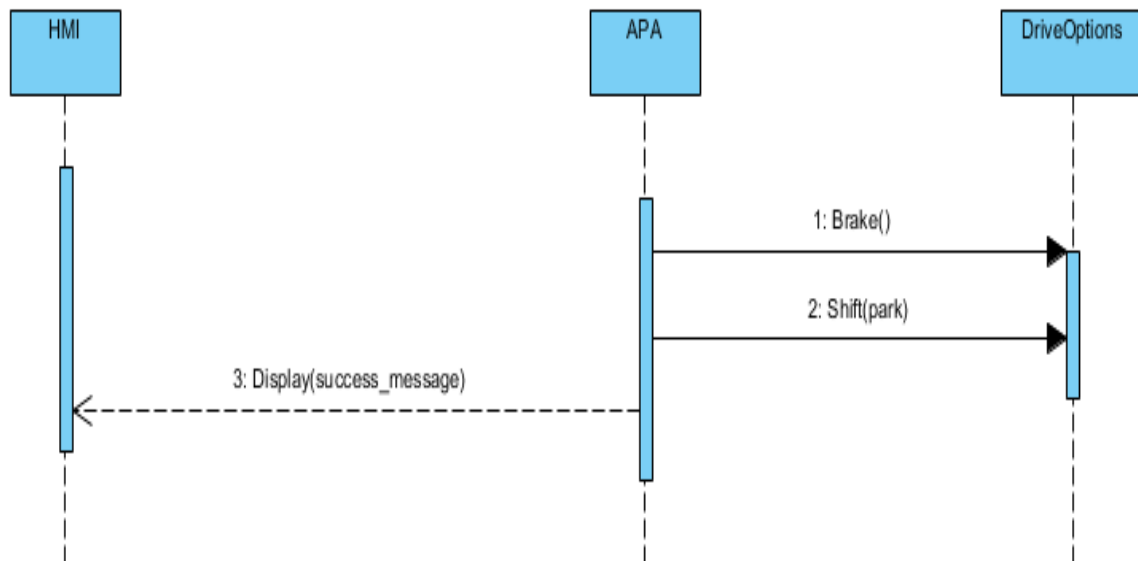 HMI
APA
DriveOptions
1: Brake()
2: Shift(park)
3: Display(success_message)